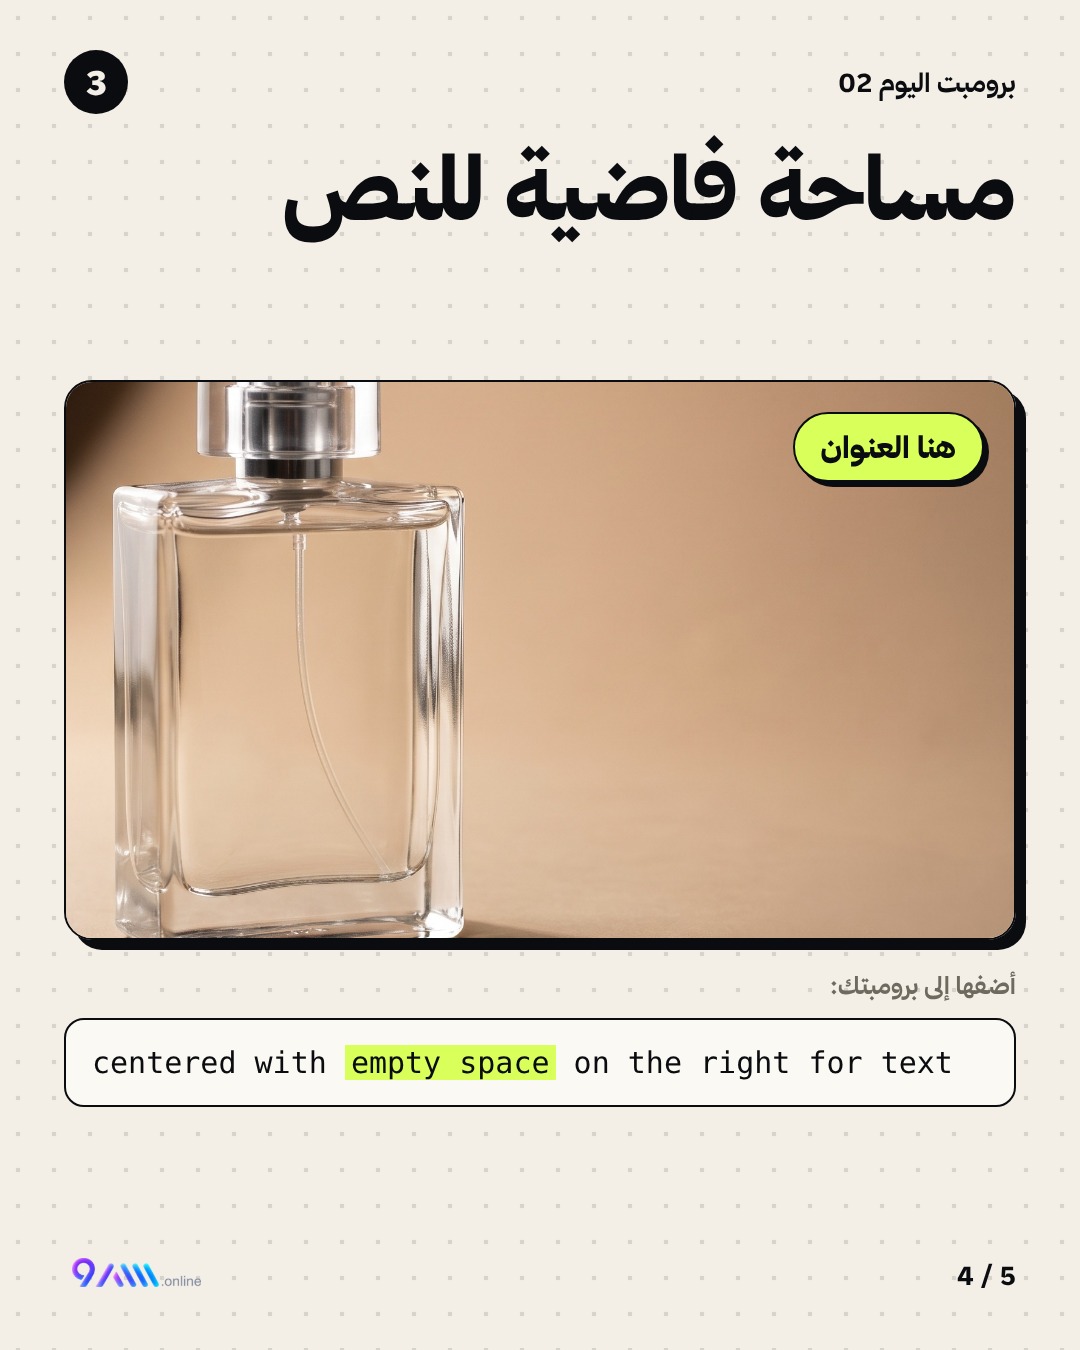 برومبت اليوم 02
3
مساحة فاضية للنص
هنا العنوان
أضفها إلى برومبتك:
centered with empty space on the right for text
9AM.online
4 / 5